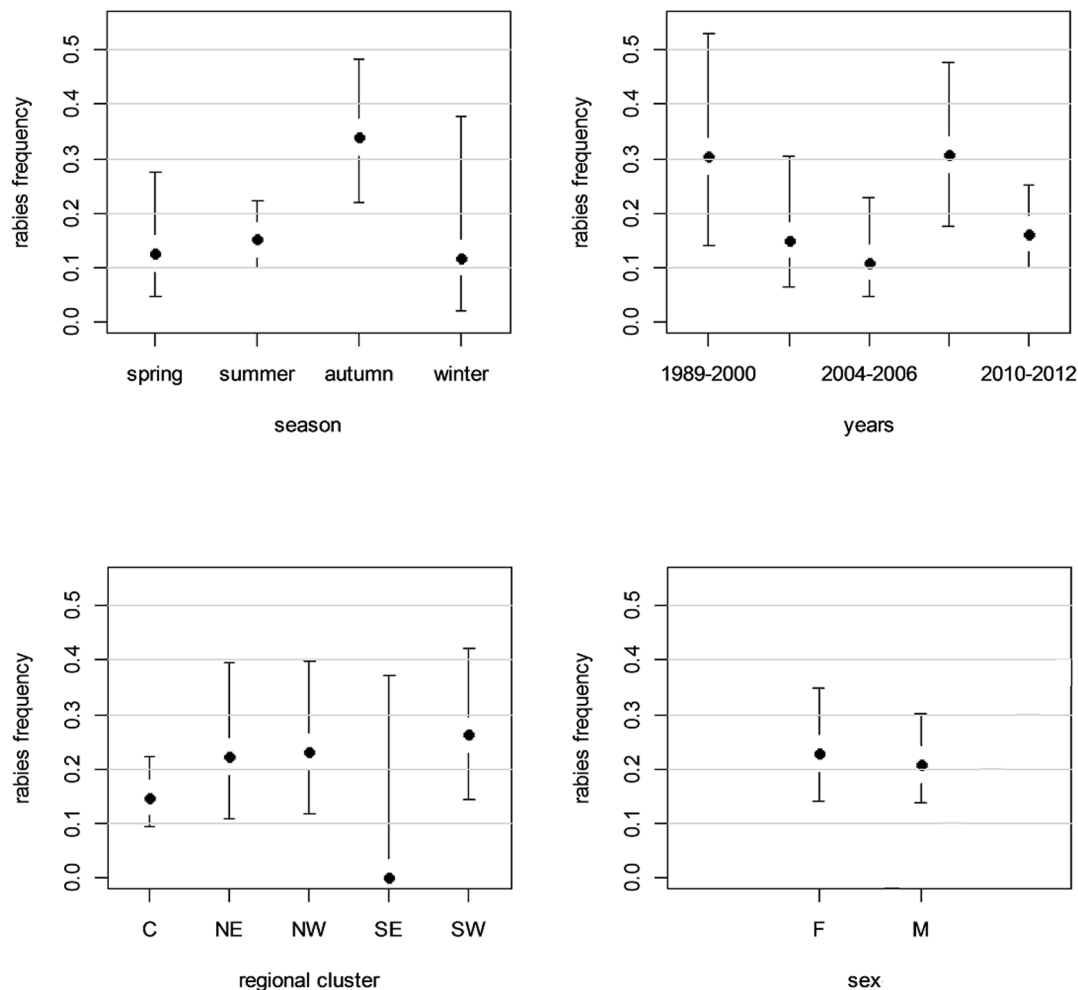 rabies frequency
0.5
0.4
0.3
0.2
0.1
0.0
spring summer autumn winter
season
rabies frequency
0.5
0.4
0.3
0.2
0.1
0.0
1989-2000 2004-2006 2010-2012
years
rabies frequency
0.5
0.4
0.3
0.2
0.1
0.0
C NE NW SE SW
regional cluster
rabies frequency
0.5
0.4
0.3
0.2
0.1
0.0
F M
sex